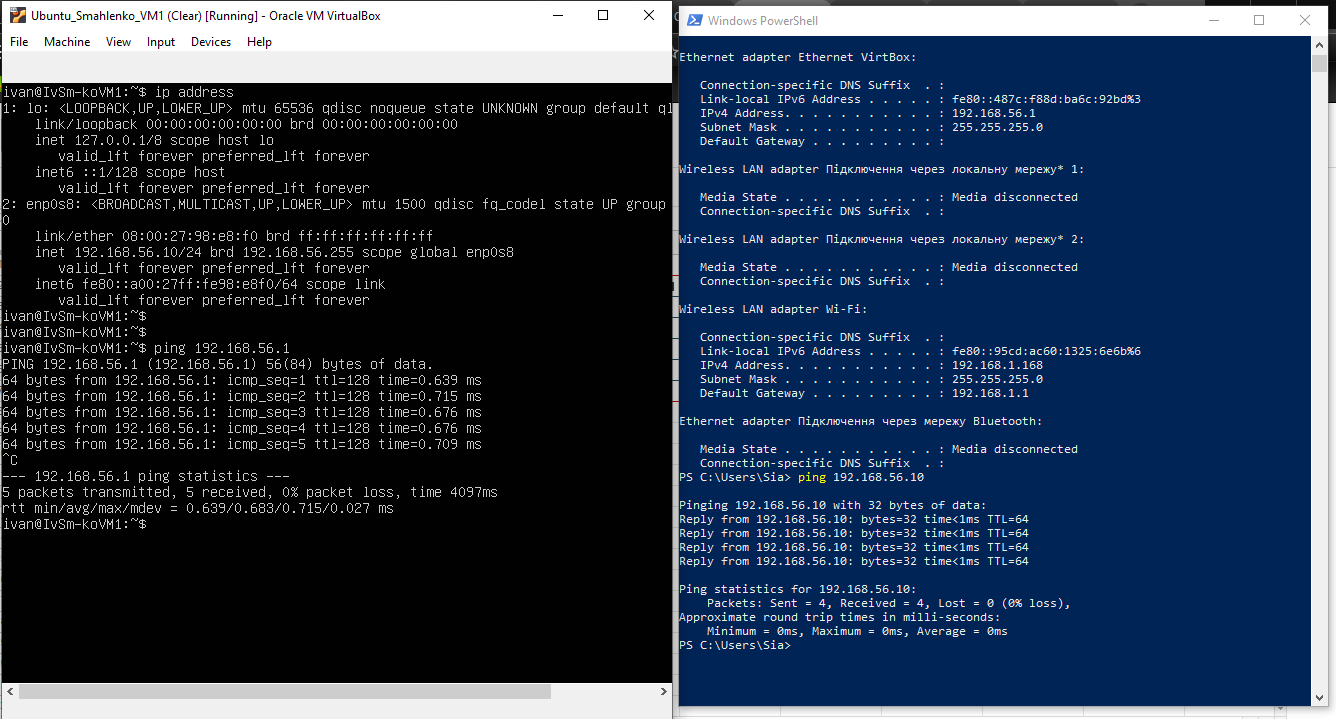 Ubuntu_Smahlenko_VM1 (Clear) [Running] - Oracle VM VirtualBox
File Machine View Input Devices Help
ivan@IvSm-koVM1:~$ ip address
1: lo: <LOOPBACK,UP,LOWER_UP> mtu 65536 qdisc noqueue state UNKNOWN group default ql
    link/loopback 00:00:00:00:00:00 brd 00:00:00:00:00:00
    inet 127.0.0.1/8 scope host lo
       valid_lft forever preferred_lft forever
    inet6 ::1/128 scope host
       valid_lft forever preferred_lft forever
2: enp0s8: <BROADCAST,MULTICAST,UP,LOWER_UP> mtu 1500 qdisc fq_codel state UP group
0
    link/ether 08:00:27:98:e8:f0 brd ff:ff:ff:ff:ff:ff
    inet 192.168.56.10/24 brd 192.168.56.255 scope global enp0s8
       valid_lft forever preferred_lft forever
    inet6 fe80::a00:27ff:fe98:e8f0/64 scope link
       valid_lft forever preferred_lft forever
ivan@IvSm-koVM1:~$
ivan@IvSm-koVM1:~$
ivan@IvSm-koVM1:~$ ping 192.168.56.1
PING 192.168.56.1 (192.168.56.1) 56(84) bytes of data.
64 bytes from 192.168.56.1: icmp_seq=1 ttl=128 time=0.639 ms
64 bytes from 192.168.56.1: icmp_seq=2 ttl=128 time=0.715 ms
64 bytes from 192.168.56.1: icmp_seq=3 ttl=128 time=0.676 ms
64 bytes from 192.168.56.1: icmp_seq=4 ttl=128 time=0.676 ms
64 bytes from 192.168.56.1: icmp_seq=5 ttl=128 time=0.709 ms
^C
--- 192.168.56.1 ping statistics ---
5 packets transmitted, 5 received, 0% packet loss, time 4097ms
rtt min/avg/max/mdev = 0.639/0.683/0.715/0.027 ms
ivan@IvSm-koVM1:~$
Windows PowerShell
Ethernet adapter Ethernet VirtBox:
   Connection-specific DNS Suffix  . :
   Link-local IPv6 Address . . . . . : fe80::487c:f88d:ba6c:92bd%3
   IPv4 Address. . . . . . . . . . . : 192.168.56.1
   Subnet Mask . . . . . . . . . . . : 255.255.255.0
   Default Gateway . . . . . . . . . :
Wireless LAN adapter Підключення через локальну мережу* 1:
   Media State . . . . . . . . . . . : Media disconnected
   Connection-specific DNS Suffix  . :
Wireless LAN adapter Підключення через локальну мережу* 2:
   Media State . . . . . . . . . . . : Media disconnected
   Connection-specific DNS Suffix  . :
Wireless LAN adapter Wi-Fi:
   Connection-specific DNS Suffix  . :
   Link-local IPv6 Address . . . . . : fe80::95cd:ac60:1325:6e6b%6
   IPv4 Address. . . . . . . . . . . : 192.168.1.168
   Subnet Mask . . . . . . . . . . . : 255.255.255.0
   Default Gateway . . . . . . . . . : 192.168.1.1
Ethernet adapter Підключення через мережу Bluetooth:
   Media State . . . . . . . . . . . : Media disconnected
   Connection-specific DNS Suffix  . :
PS C:\Users\Sia> ping 192.168.56.10
Pinging 192.168.56.10 with 32 bytes of data:
Reply from 192.168.56.10: bytes=32 time<1ms TTL=64
Reply from 192.168.56.10: bytes=32 time<1ms TTL=64
Reply from 192.168.56.10: bytes=32 time<1ms TTL=64
Reply from 192.168.56.10: bytes=32 time<1ms TTL=64
Ping statistics for 192.168.56.10:
    Packets: Sent = 4, Received = 4, Lost = 0 (0% loss),
Approximate round trip times in milli-seconds:
    Minimum = 0ms, Maximum = 0ms, Average = 0ms
PS C:\Users\Sia>